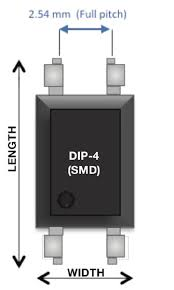 2.54 mm (Full pitch)
LENGTH
DIP-4
(SMD)
WIDTH